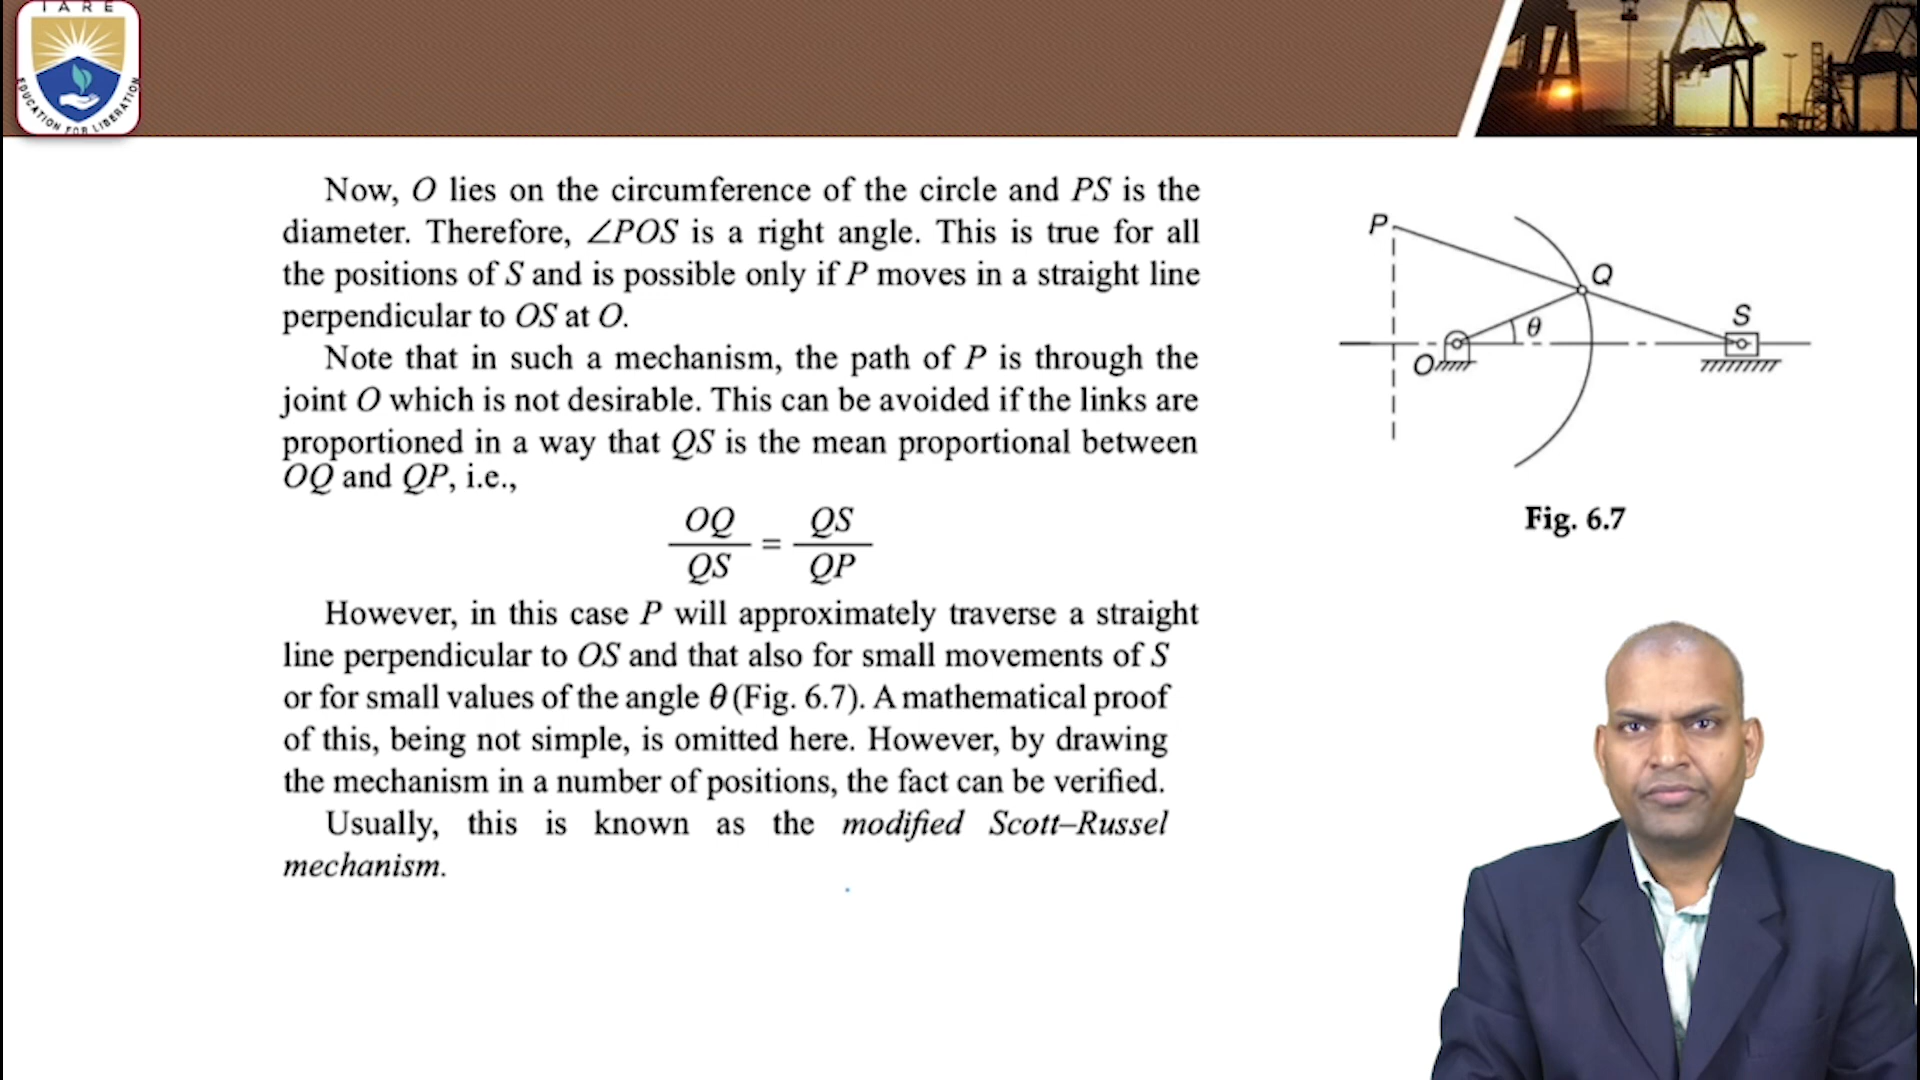 IARE
EDUCATION FOR LIBERATION
Now, O lies on the circumference of the circle and PS is the
diameter. Therefore, ∠POS is a right angle. This is true for all
the positions of S and is possible only if P moves in a straight line
perpendicular to OS at O.
Note that in such a mechanism, the path of P is through the
joint O which is not desirable. This can be avoided if the links are
proportioned in a way that QS is the mean proportional between
OQ and QP, i.e.,
OQ/QS = QS/QP
However, in this case P will approximately traverse a straight
line perpendicular to OS and that also for small movements of S
or for small values of the angle θ (Fig. 6.7). A mathematical proof
of this, being not simple, is omitted here. However, by drawing
the mechanism in a number of positions, the fact can be verified.
Usually, this is known as the modified Scott–Russel
mechanism.
P
Q
S
θ
O
Fig. 6.7